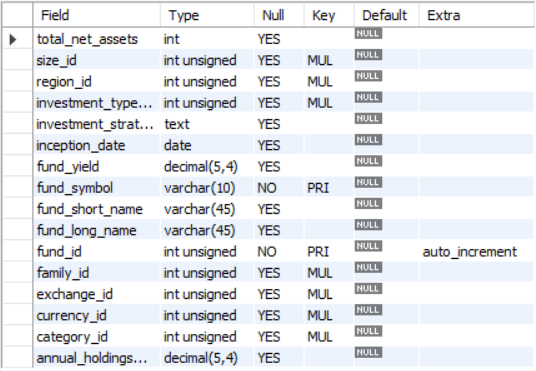 Field Type Null Key Default Extra
total_net_assets int YES NULL
size_id int unsigned YES MUL NULL
region_id int unsigned YES MUL NULL
investment_type... int unsigned YES MUL NULL
investment_strat... text YES NULL
inception_date date YES NULL
fund_yield decimal(5,4) YES NULL
fund_symbol varchar(10) NO PRI NULL
fund_short_name varchar(45) YES NULL
fund_long_name varchar(45) YES NULL
fund_id int unsigned NO PRI NULL auto_increment
family_id int unsigned YES MUL NULL
exchange_id int unsigned YES MUL NULL
currency_id int unsigned YES MUL NULL
category_id int unsigned YES MUL NULL
annual_holdings... decimal(5,4) YES NULL